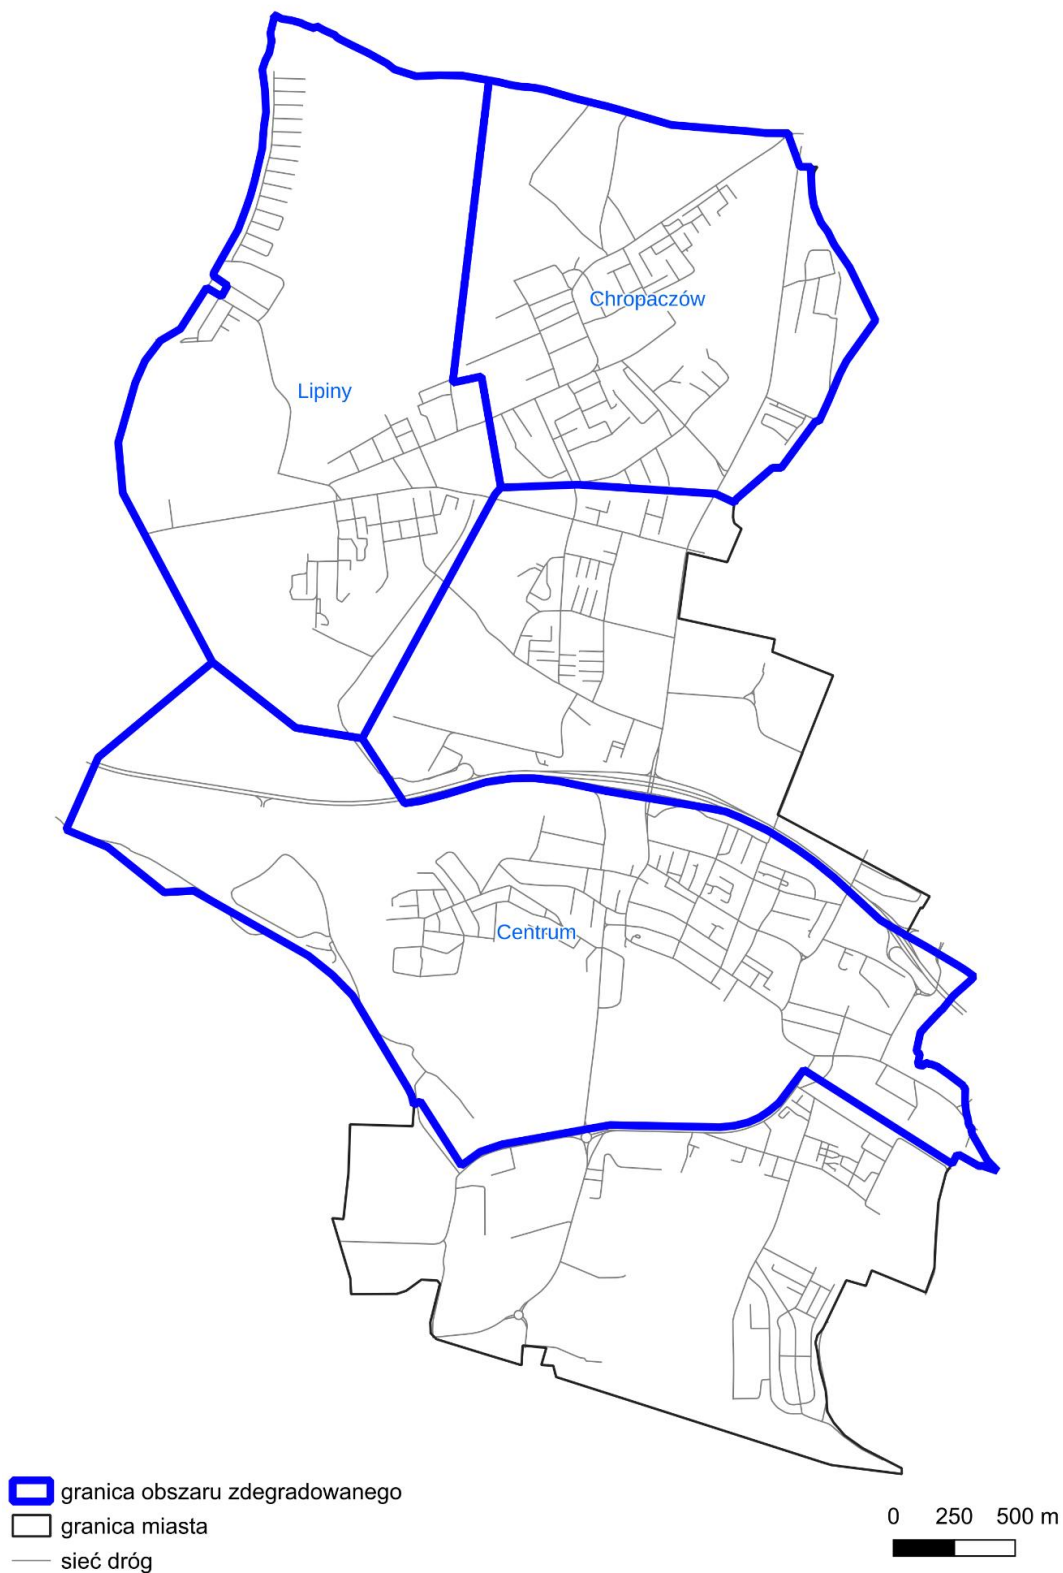 Chropaczów
Lipiny
Centrum
granica obszaru zdegradowanego
granica miasta
sieć dróg
0 250 500 m